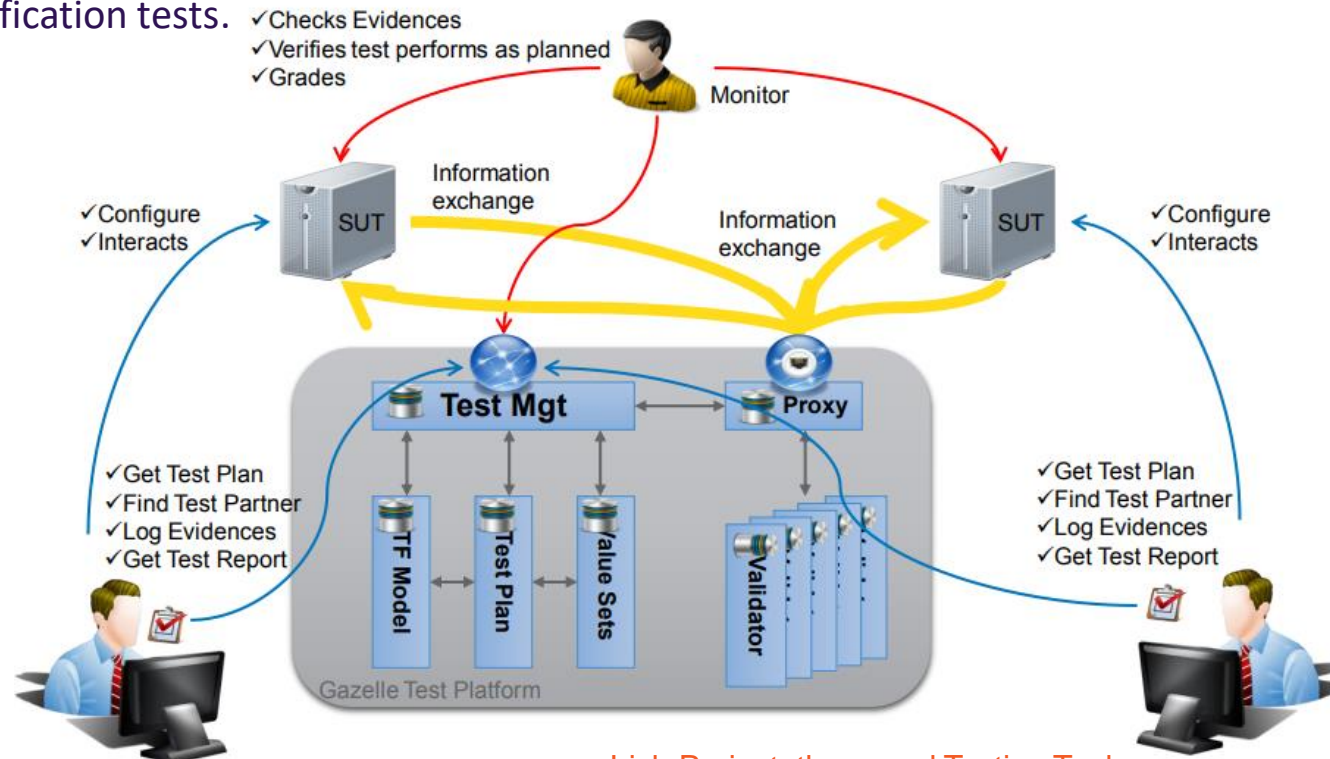 fication tests.
✓Checks Evidences
✓Verifies test performs as planned
✓Grades
Monitor
Information
exchange
SUT
Information
exchange
SUT
✓Configure
✓Interacts
✓Configure
✓Interacts
Test Mgt
Proxy
✓Get Test Plan
✓Find Test Partner
✓Log Evidences
✓Get Test Report
TF Model
Test Plan
Value Sets
Validator
✓Get Test Plan
✓Find Test Partner
✓Log Evidences
✓Get Test Report
Gazelle Test Platform